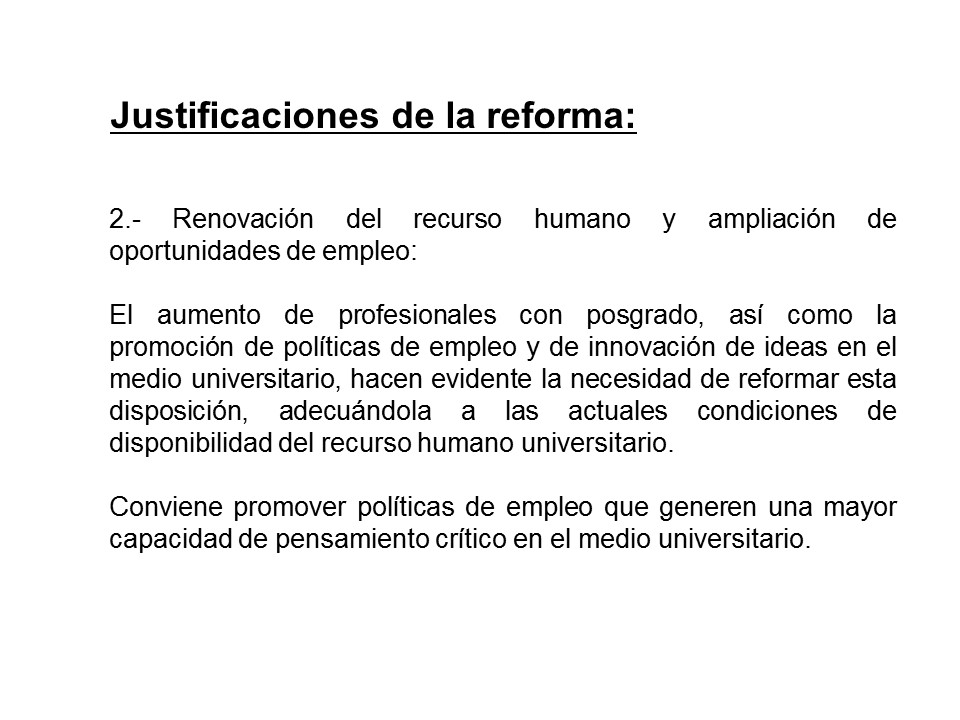 Justificaciones de la reforma:
2.- Renovación del recurso humano y ampliación de
oportunidades de empleo:
El aumento de profesionales con posgrado, así como la
promoción de políticas de empleo y de innovación de ideas en el
medio universitario, hacen evidente la necesidad de reformar esta
disposición, adecuándola a las actuales condiciones de
disponibilidad del recurso humano universitario.
Conviene promover políticas de empleo que generen una mayor
capacidad de pensamiento crítico en el medio universitario.